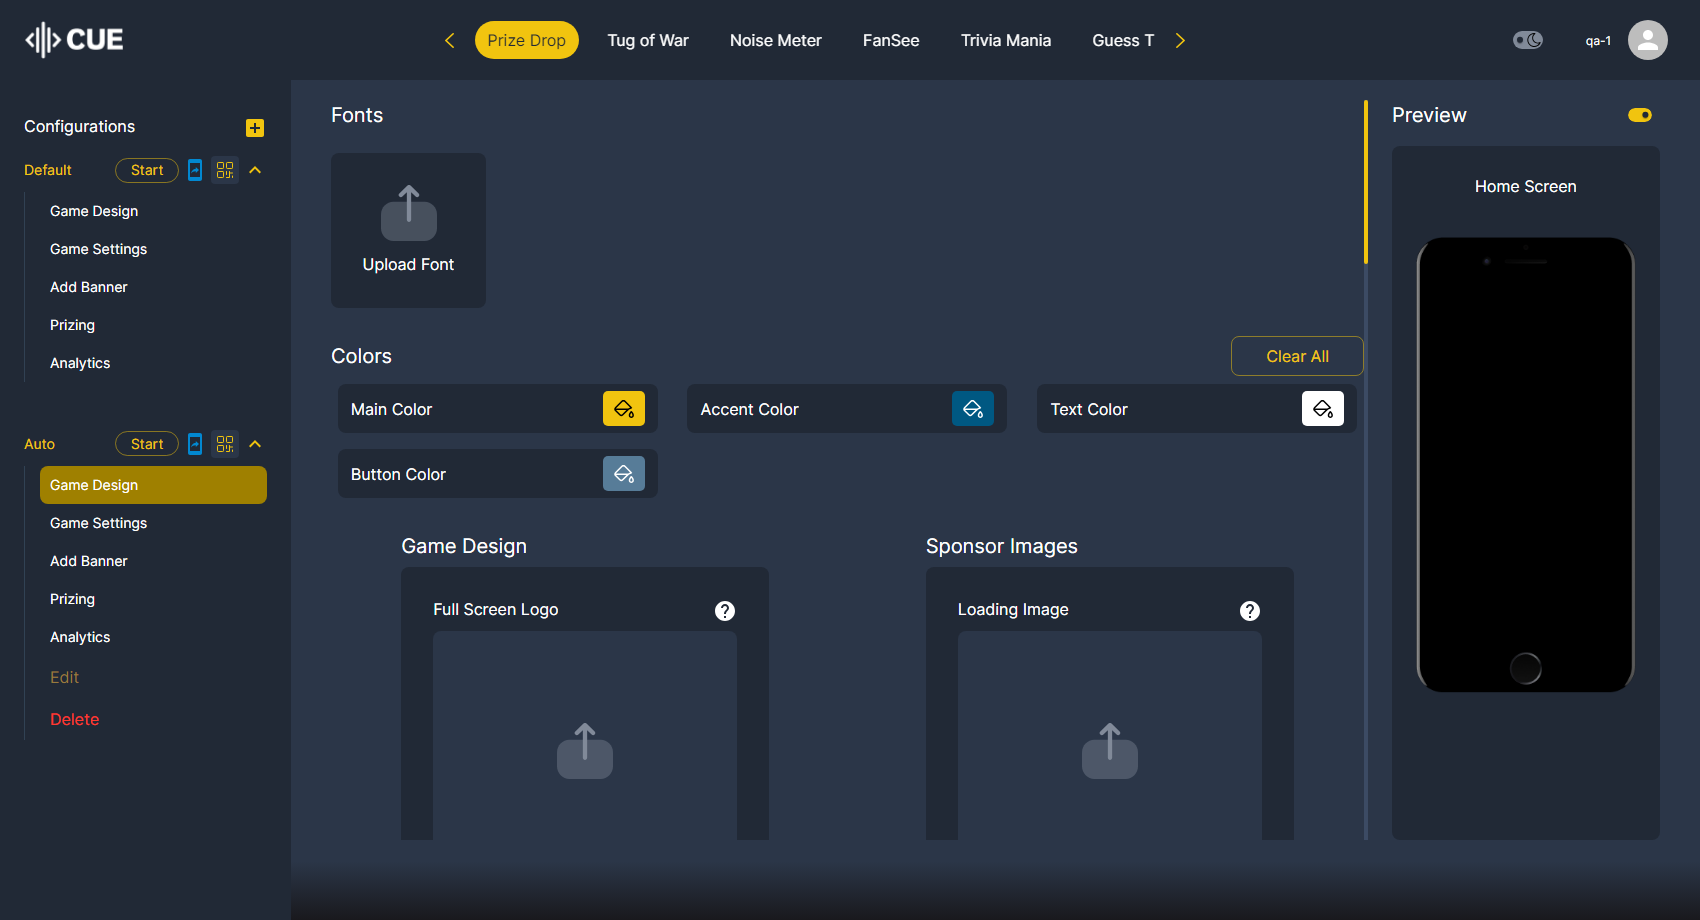 CUE
Prize Drop
Tug of War
Noise Meter
FanSee
Trivia Mania
Guess T
qa-1
Configurations
Default
Start
Game Design
Game Settings
Add Banner
Prizing
Analytics
Auto
Start
Game Design
Game Settings
Add Banner
Prizing
Analytics
Edit
Delete
Fonts
Upload Font
Colors
Clear All
Main Color
Accent Color
Text Color
Button Color
Game Design
Full Screen Logo
?
Sponsor Images
Loading Image
?
Preview
Home Screen